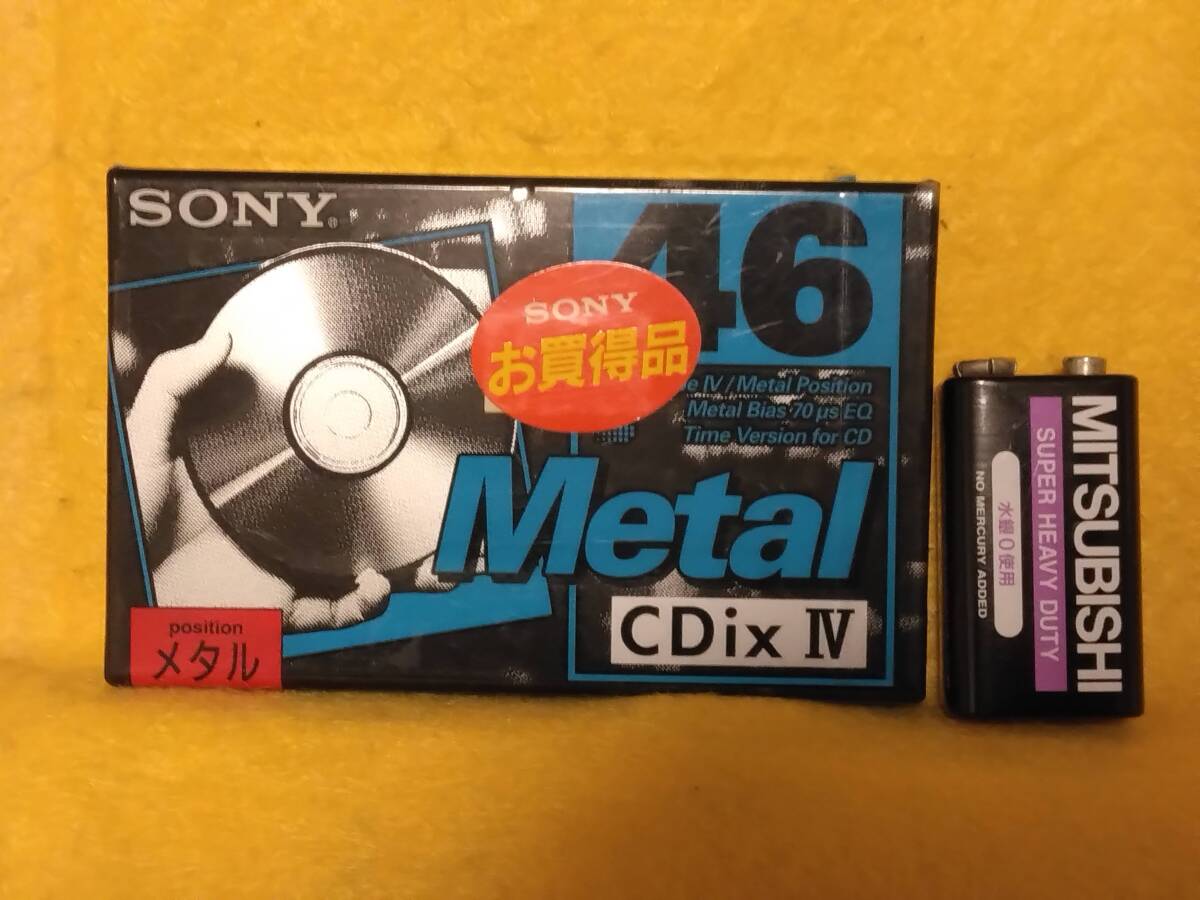 SONY®
46
SONY
お買得品
IV / Metal Position
Metal Bias 70 µs EQ
Time Version for CD
Metal
CDix IV
position
メタル
MITSUBISHI
SUPER HEAVY DUTY
水銀0使用
NO MERCURY ADDED